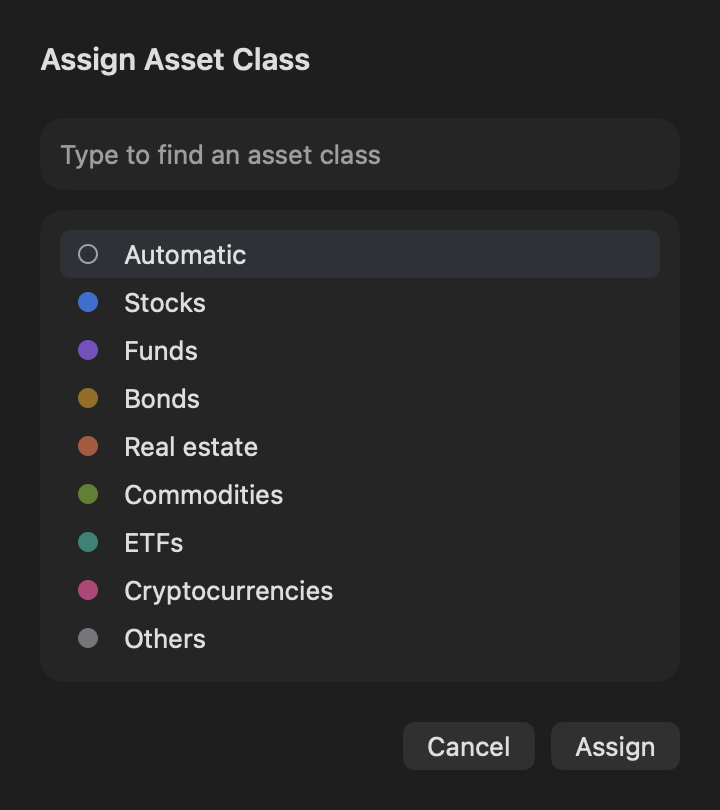 Assign Asset Class
Type to find an asset class
Automatic
Stocks
Funds
Bonds
Real estate
Commodities
ETFs
Cryptocurrencies
Others
Cancel
Assign